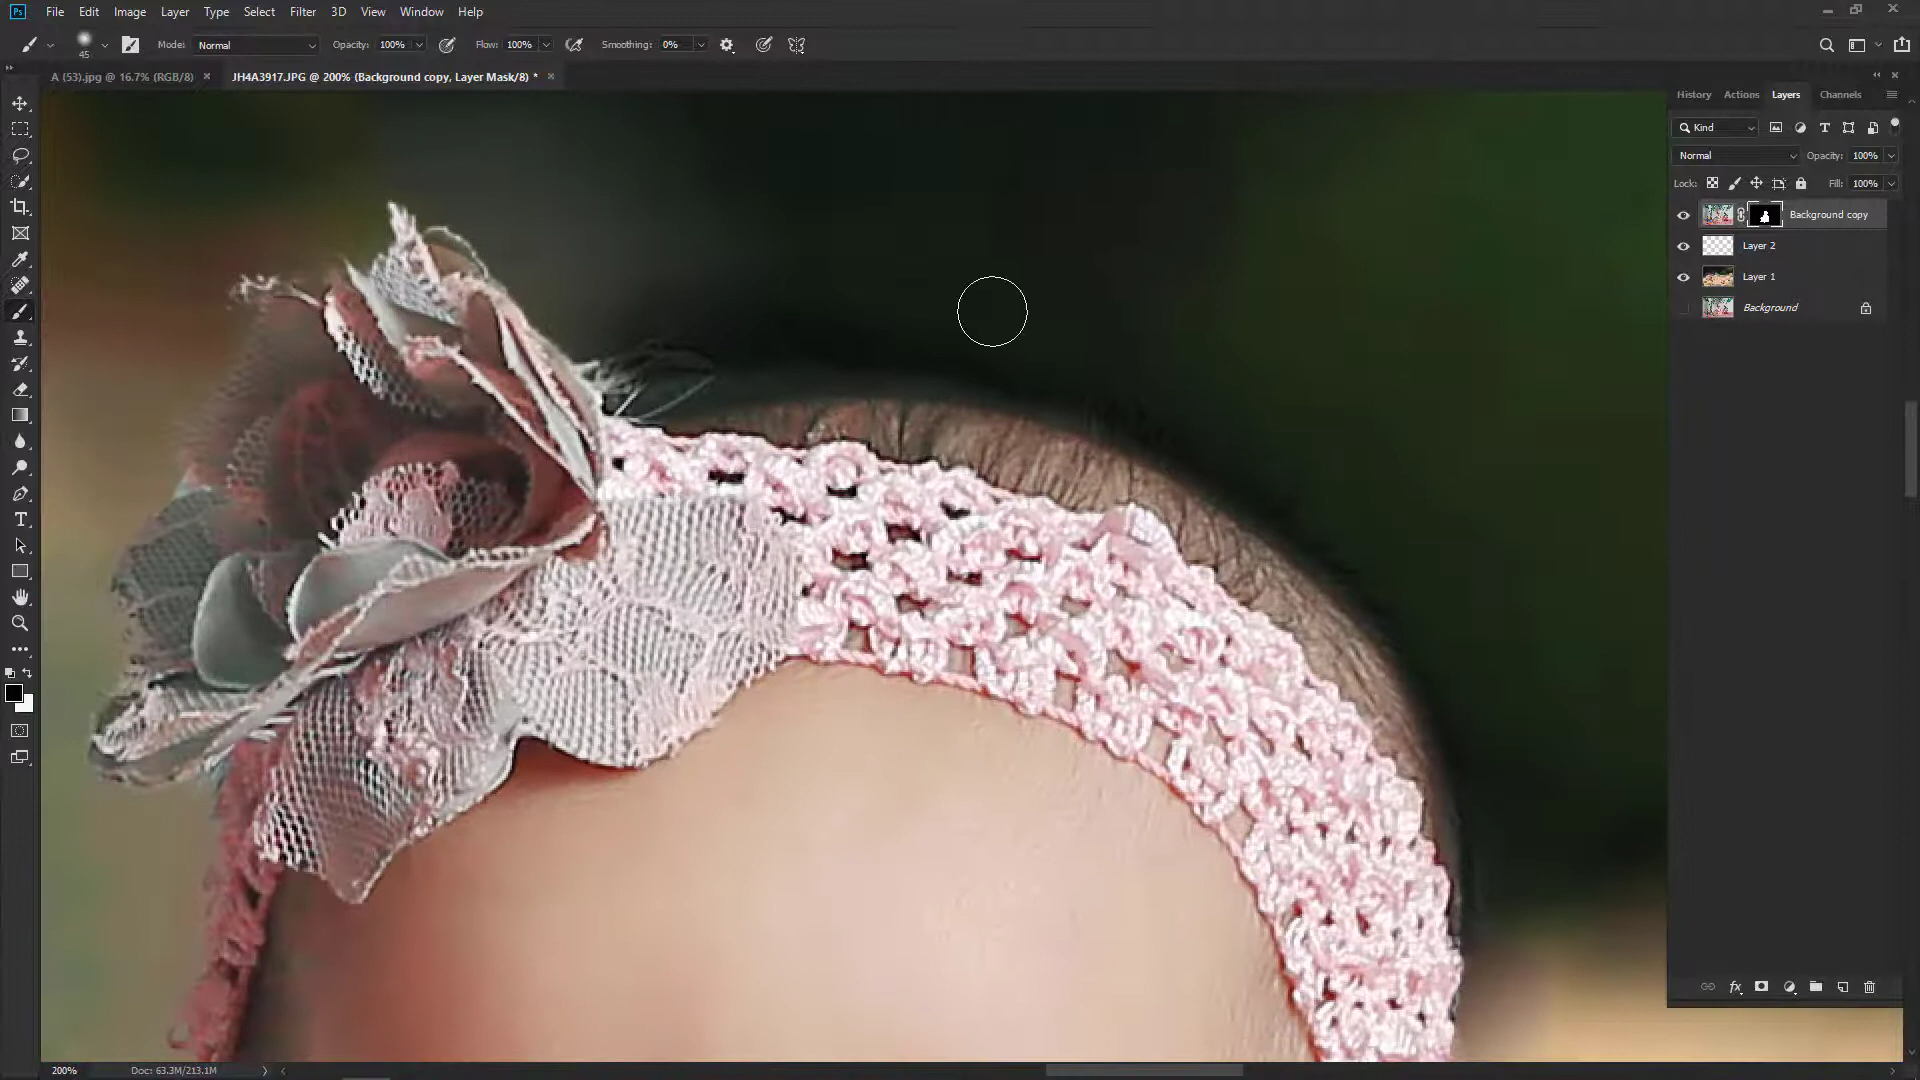 Ps File Edit Image Layer Type Select Filter 3D View Window Help
45 Mode: Normal Opacity: 100% Flow: 100% Smoothing: 0%
A (53).jpg @ 16.7% (RGB/8) × JH4A3917.JPG @ 200% (Background copy, Layer Mask/8) * ×
History Actions Layers Channels
Kind
Normal Opacity: 100%
Lock: Fill: 100%
Background copy
Layer 2
Layer 1
Background
fx
200% Doc: 63.3M/213.1M